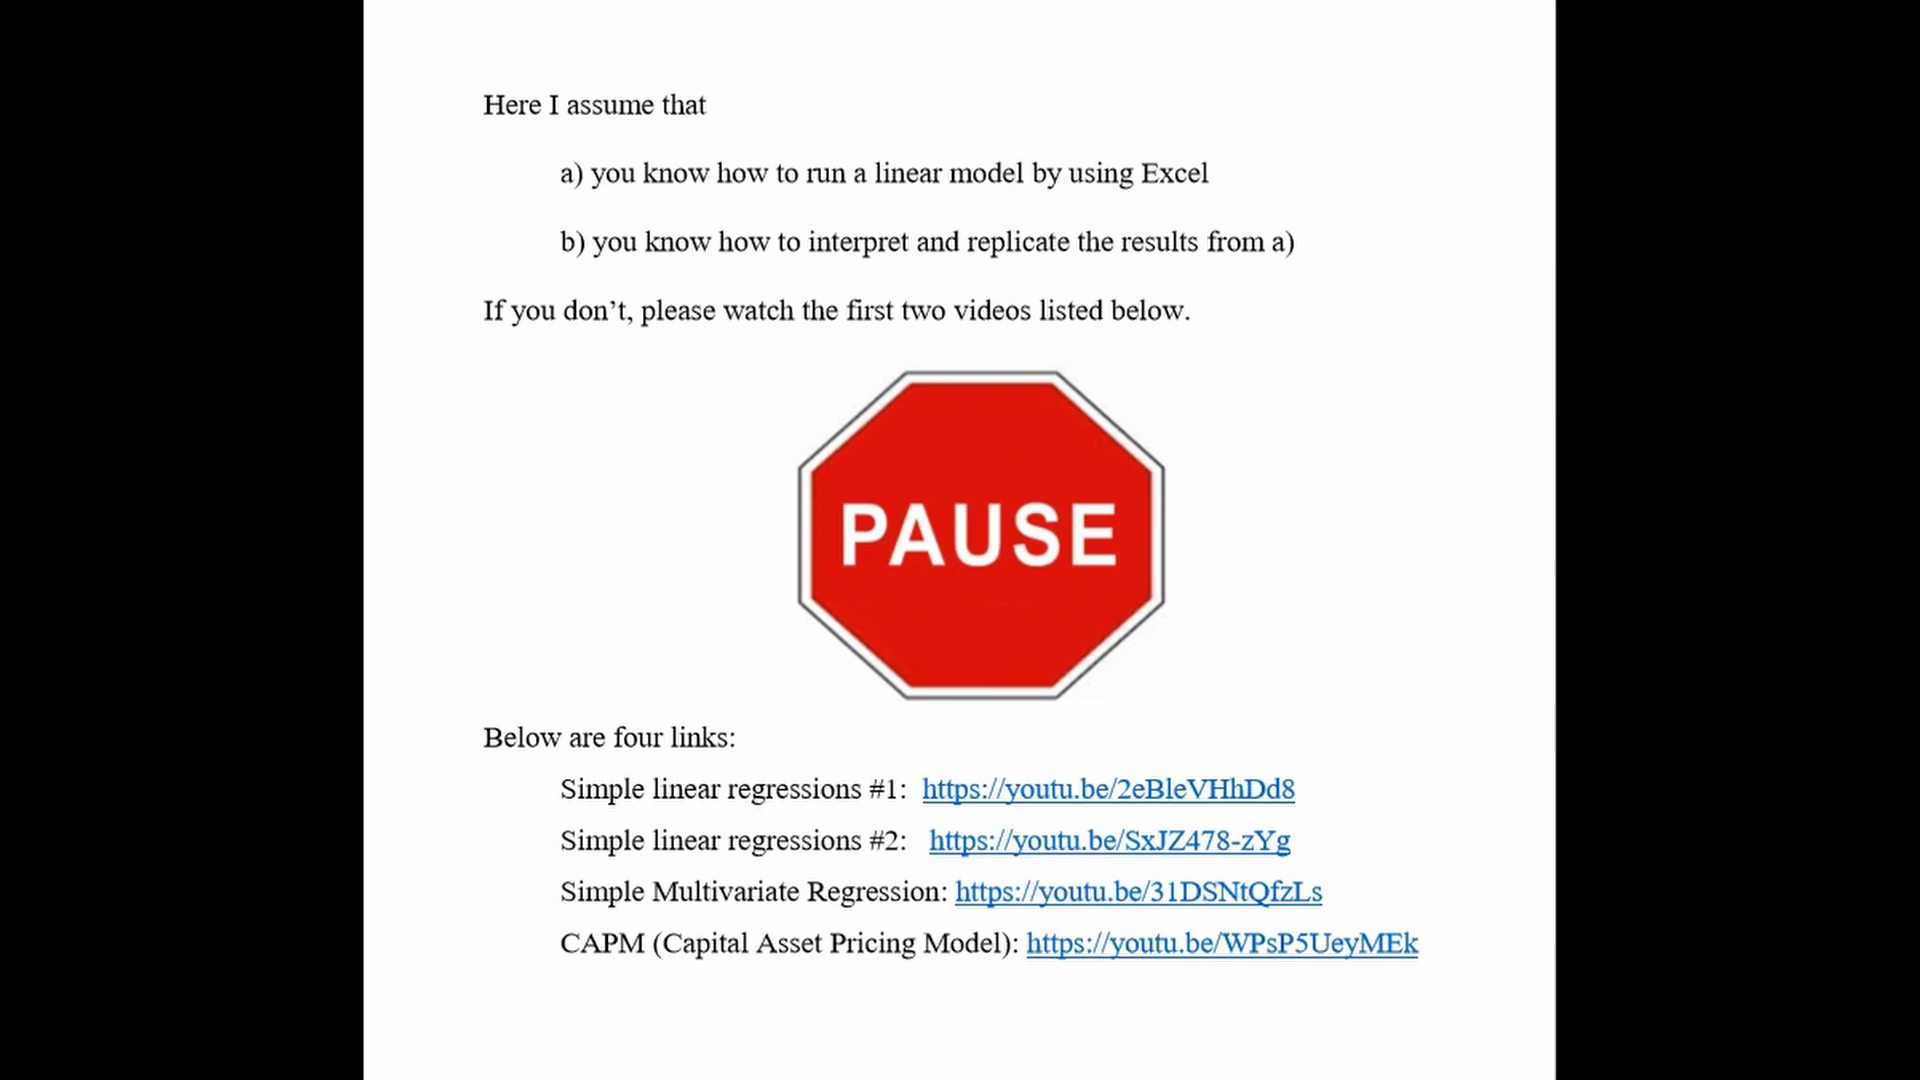 Here I assume that
a) you know how to run a linear model by using Excel
b) you know how to interpret and replicate the results from a)
If you don’t, please watch the first two videos listed below.
PAUSE
Below are four links:
Simple linear regressions #1: https://youtu.be/2eBleVHhDd8
Simple linear regressions #2: https://youtu.be/SxJZ478-zYg
Simple Multivariate Regression: https://youtu.be/31DSNtQfzLs
CAPM (Capital Asset Pricing Model): https://youtu.be/WPsP5UeyMEk